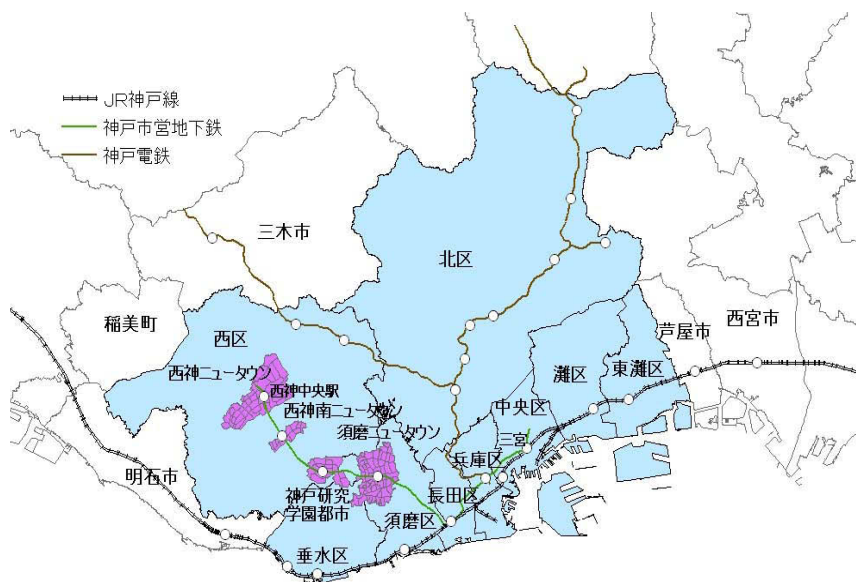 JR神戸線
神戸市営地下鉄
神戸電鉄
三木市
北区
稲美町
西区
芦屋市
西宮市
西神ニュータウン
灘区
東灘区
西神中央駅
西神南ニュータウン
中央区
須磨ニュータウン
三宮
兵庫区
明石市
神戸研究
学園都市
長田区
須磨区
垂水区